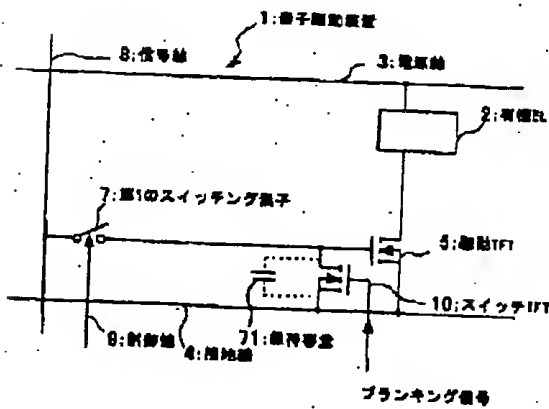 1:素子駆動装置
8:信号線
3:電源線
2:有機EL
7:第1のスイッチング素子
5:駆動TFT
10:スイッチTFT
9:制御線
4:接地線
71:保持容量
ブランキング信号